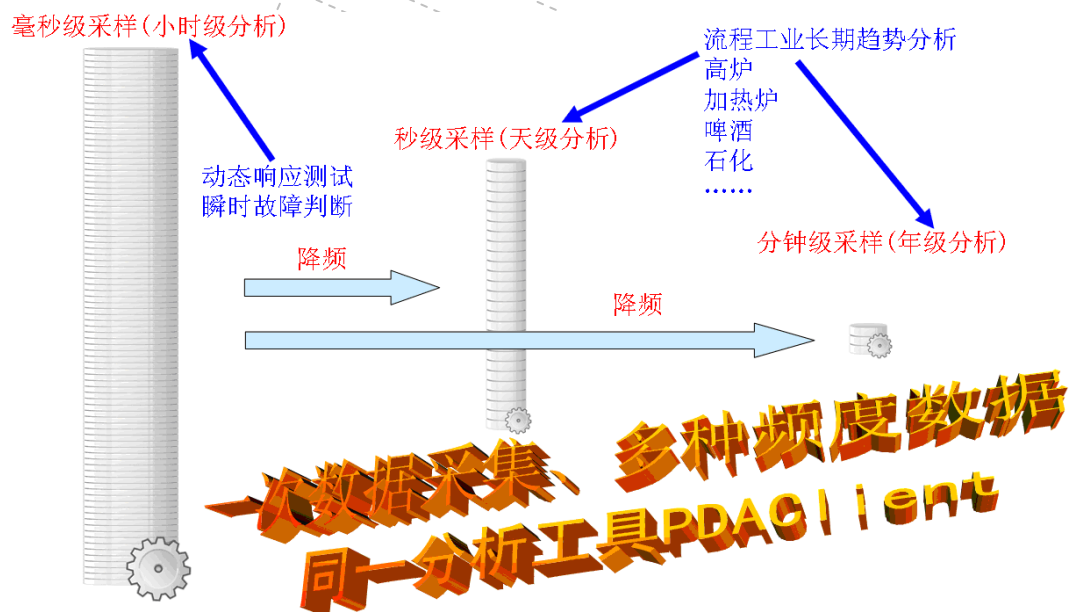 毫秒级采样(小时级分析)
流程工业长期趋势分析
高炉
加热炉
啤酒
石化
……
秒级采样(天级分析)
动态响应测试
瞬时故障判断
分钟级采样(年级分析)
降频
降频
一次数据采集、多种频度数据
同一分析工具PDAClient